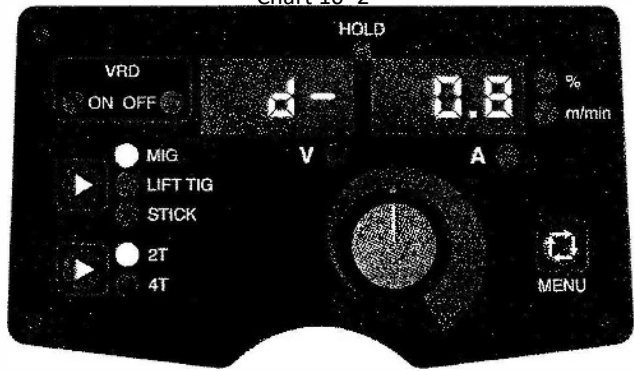 Chart 10-2
HOLD
VRD
ON OFF
d-
0.8
%
m/min
V
A
MIG
LIFT TIG
STICK
2T
4T
MENU